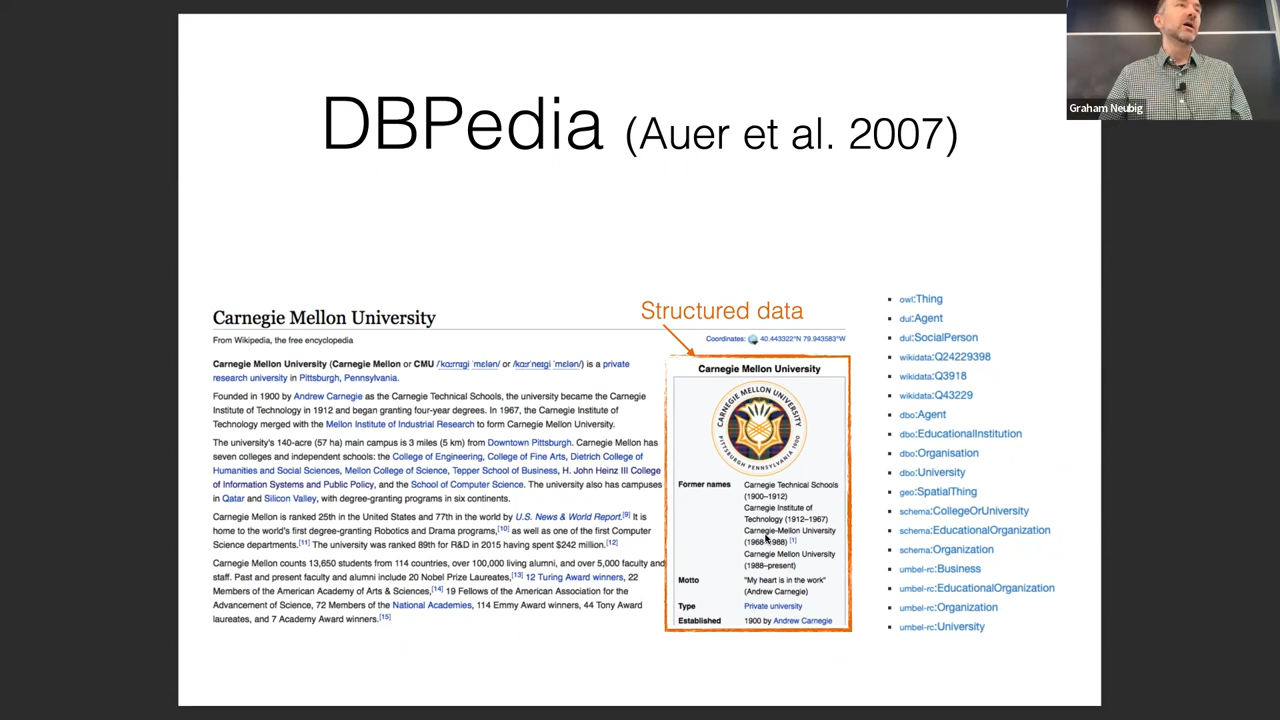 Graham Neubig
DBPedia (Auer et al. 2007)
Carnegie Mellon University
From Wikipedia, the free encyclopedia
Carnegie Mellon University (Carnegie Mellon or CMU /kɑːrnɪɡi ˈmɛlən/ or /kɑːrˈneɪɡi ˈmɛlən/) is a private
research university in Pittsburgh, Pennsylvania.
Founded in 1900 by Andrew Carnegie as the Carnegie Technical Schools, the university became the Carnegie
Institute of Technology in 1912 and began granting four-year degrees. In 1967, the Carnegie Institute of
Technology merged with the Mellon Institute of Industrial Research to form Carnegie Mellon University.
The university's 140-acre (57 ha) main campus is 3 miles (5 km) from Downtown Pittsburgh. Carnegie Mellon has
seven colleges and independent schools: the College of Engineering, College of Fine Arts, Dietrich College of
Humanities and Social Sciences, Mellon College of Science, Tepper School of Business, H. John Heinz III College
of Information Systems and Public Policy, and the School of Computer Science. The university also has campuses
in Qatar and Silicon Valley, with degree-granting programs in six continents.
Carnegie Mellon is ranked 25th in the United States and 77th in the world by U.S. News & World Report.[9] It is
home to the world's first degree-granting Robotics and Drama programs,[10] as well as one of the first Computer
Science departments.[11] The university was ranked 89th for R&D in 2015 having spent $242 million.[12]
Carnegie Mellon counts 13,650 students from 114 countries, over 100,000 living alumni, and over 5,000 faculty and
staff. Past and present faculty and alumni include 20 Nobel Prize Laureates,[13] 12 Turing Award winners, 22
Members of the American Academy of Arts & Sciences,[14] 19 Fellows of the American Association for the
Advancement of Science, 72 Members of the National Academies, 114 Emmy Award winners, 44 Tony Award
laureates, and 7 Academy Award winners.[15]
Structured data
Coordinates: 40.443322°N 79.943583°W
Carnegie Mellon University
CARNEGIE MELLON UNIVERSITY
PITTSBURGH PENNSYLVANIA 1900
Former names Carnegie Technical Schools
(1900–1912)
Carnegie Institute of
Technology (1912–1967)
Carnegie-Mellon University
(1968–1988) [1]
Carnegie Mellon University
(1988–present)
Motto "My heart is in the work"
(Andrew Carnegie)
Type Private university
Established 1900 by Andrew Carnegie
owl:Thing
dul:Agent
dul:SocialPerson
wikidata:Q24229398
wikidata:Q3918
wikidata:Q43229
dbo:Agent
dbo:EducationalInstitution
dbo:Organisation
dbo:University
geo:SpatialThing
schema:CollegeOrUniversity
schema:EducationalOrganization
schema:Organization
umbel-rc:Business
umbel-rc:EducationalOrganization
umbel-rc:Organization
umbel-rc:University